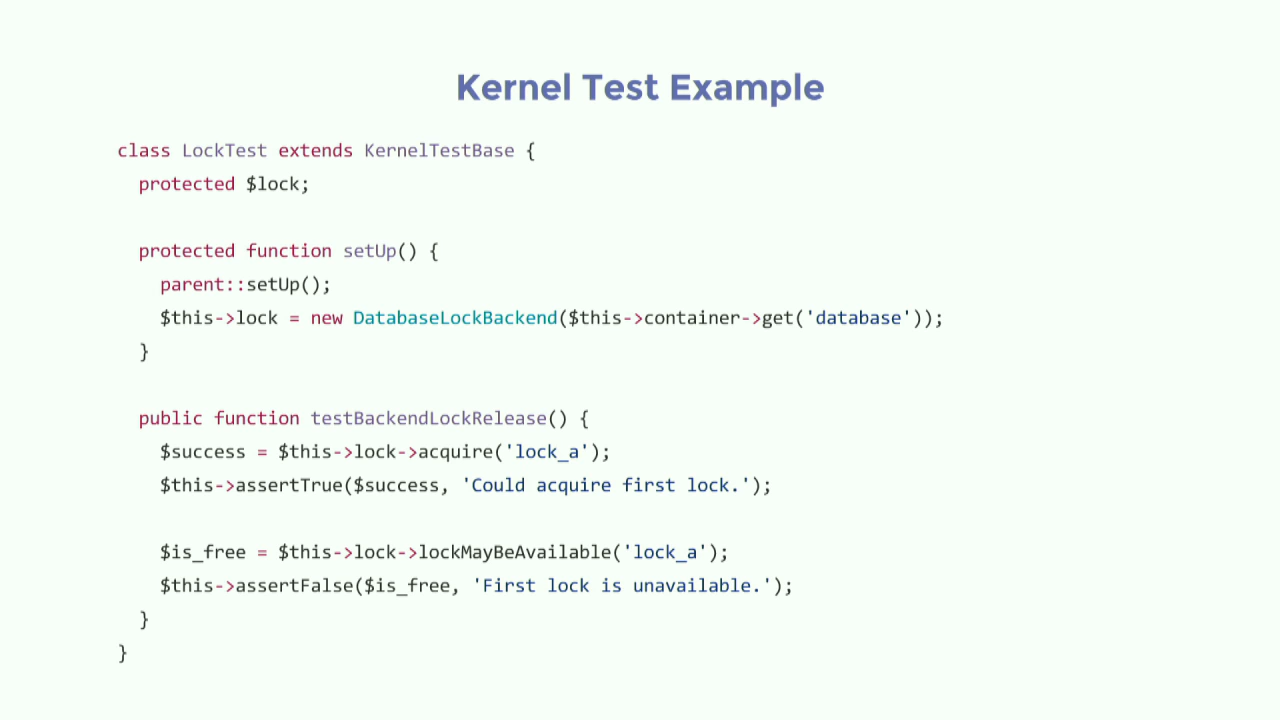 Kernel Test Example
class LockTest extends KernelTestBase {
  protected $lock;

  protected function setUp() {
    parent::setUp();
    $this->lock = new DatabaseLockBackend($this->container->get('database'));
  }

  public function testBackendLockRelease() {
    $success = $this->lock->acquire('lock_a');
    $this->assertTrue($success, 'Could acquire first lock.');

    $is_free = $this->lock->lockMayBeAvailable('lock_a');
    $this->assertFalse($is_free, 'First lock is unavailable.');
  }
}